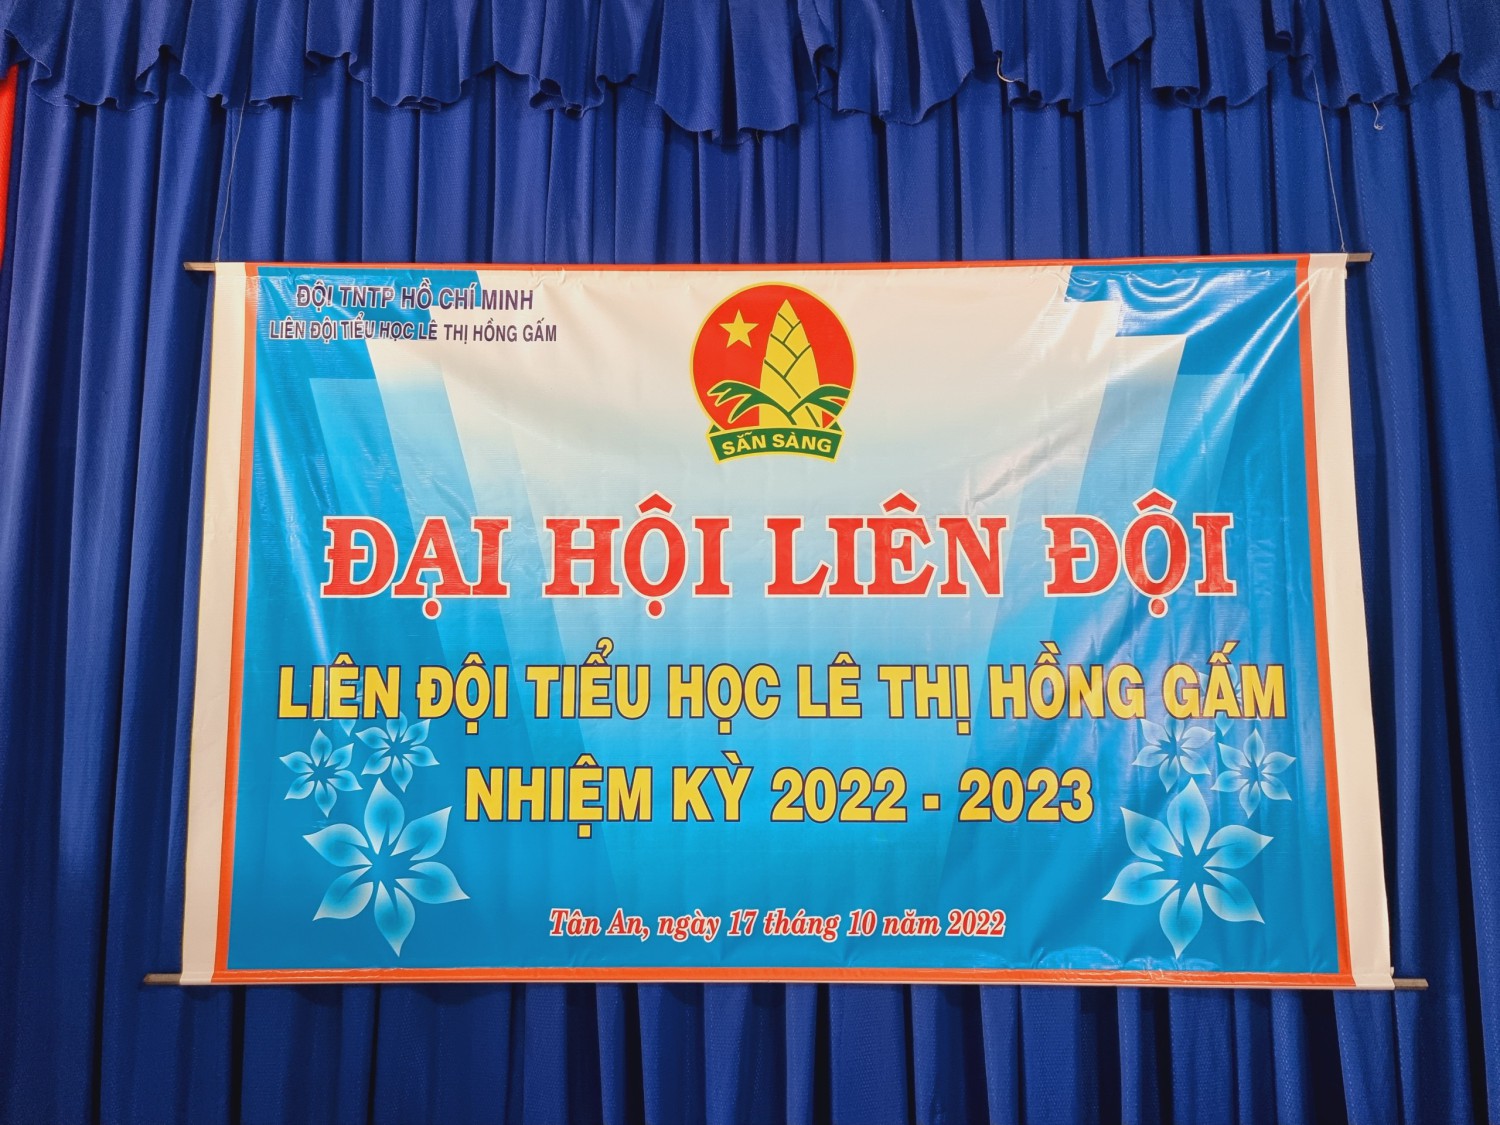 ĐỘI TNTP HỒ CHÍ MINH
LIÊN ĐỘI TIỂU HỌC LÊ THỊ HỒNG GẤM
SẴN SÀNG
ĐẠI HỘI LIÊN ĐỘI
LIÊN ĐỘI TIỂU HỌC LÊ THỊ HỒNG GẤM
NHIỆM KỲ 2022 - 2023
Tân An, ngày 17 tháng 10 năm 2022